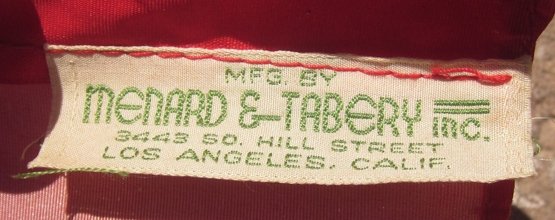 MFG. BY
MENARD & TABERY INC.
3443 SO. HILL STREET
LOS ANGELES, CALIF.